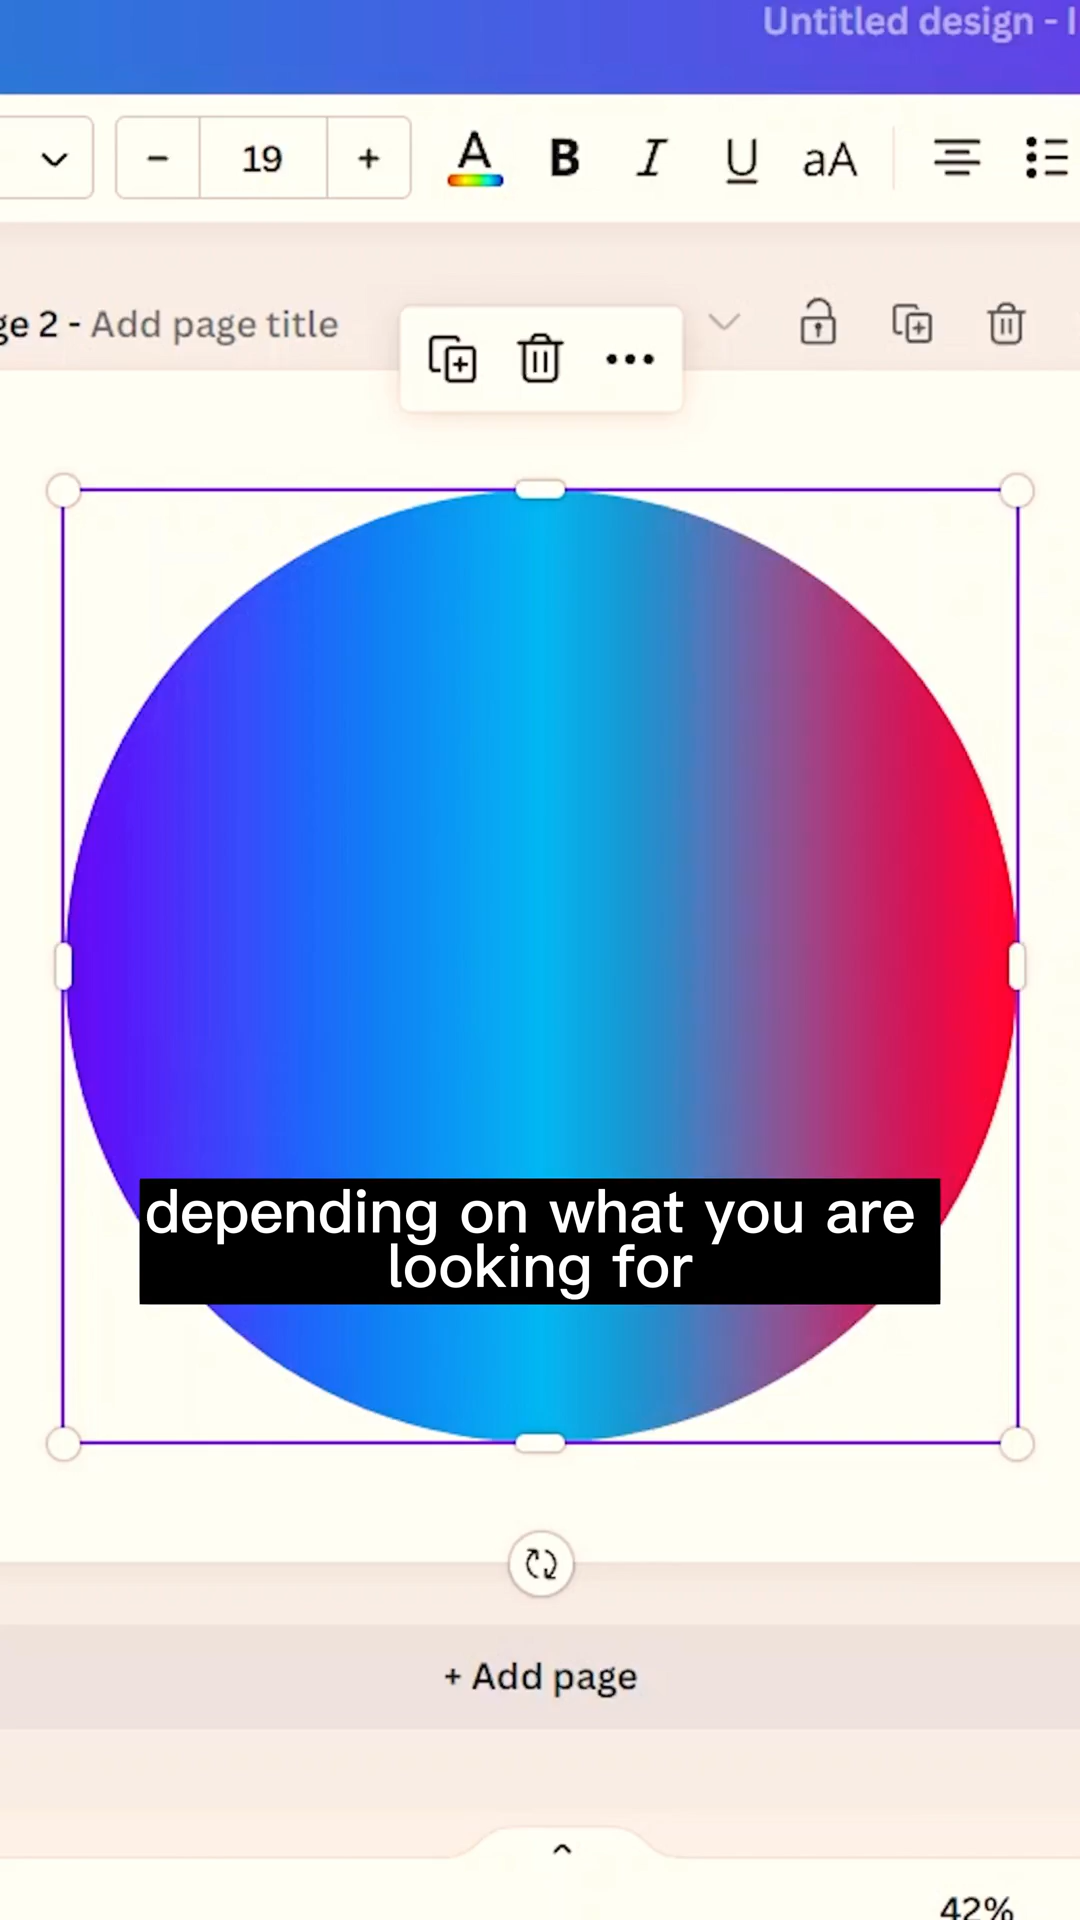 Untitled design - I
19
A B I U aA
ge 2 - Add page title
depending on what you are
looking for
+ Add page
42%